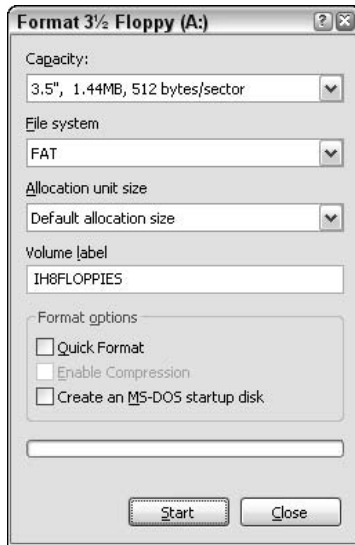 Format 3½ Floppy (A:)
Capacity:
3.5", 1.44MB, 512 bytes/sector
File system
FAT
Allocation unit size
Default allocation size
Volume label
IH8FLOPPIES
Format options
Quick Format
Enable Compression
Create an MS-DOS startup disk
Start Close